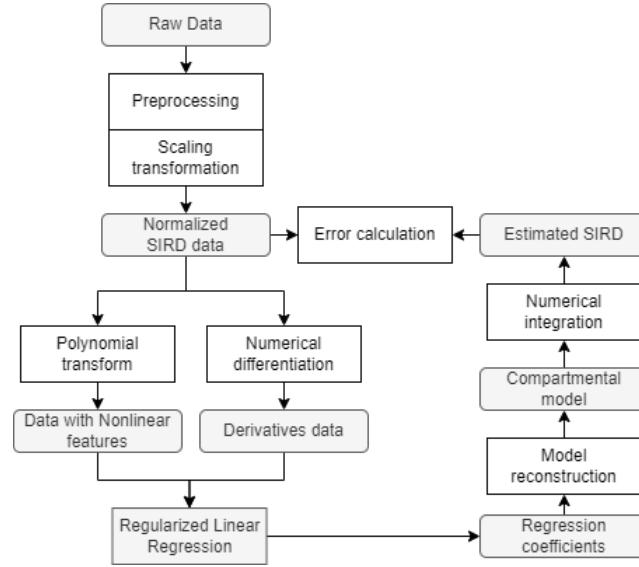 Raw Data
Preprocessing
Scaling
transformation
Normalized
SIRD data
Error calculation
Estimated SIRD
Numerical
integration
Polynomial
transform
Numerical
differentiation
Compartmental
model
Data with Nonlinear
features
Derivatives data
Model
reconstruction
Regularized Linear
Regression
Regression
coefficients